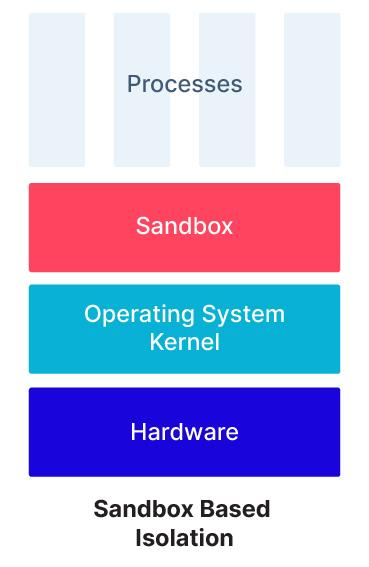 Processes
Sandbox
Operating System
Kernel
Hardware
Sandbox Based
Isolation